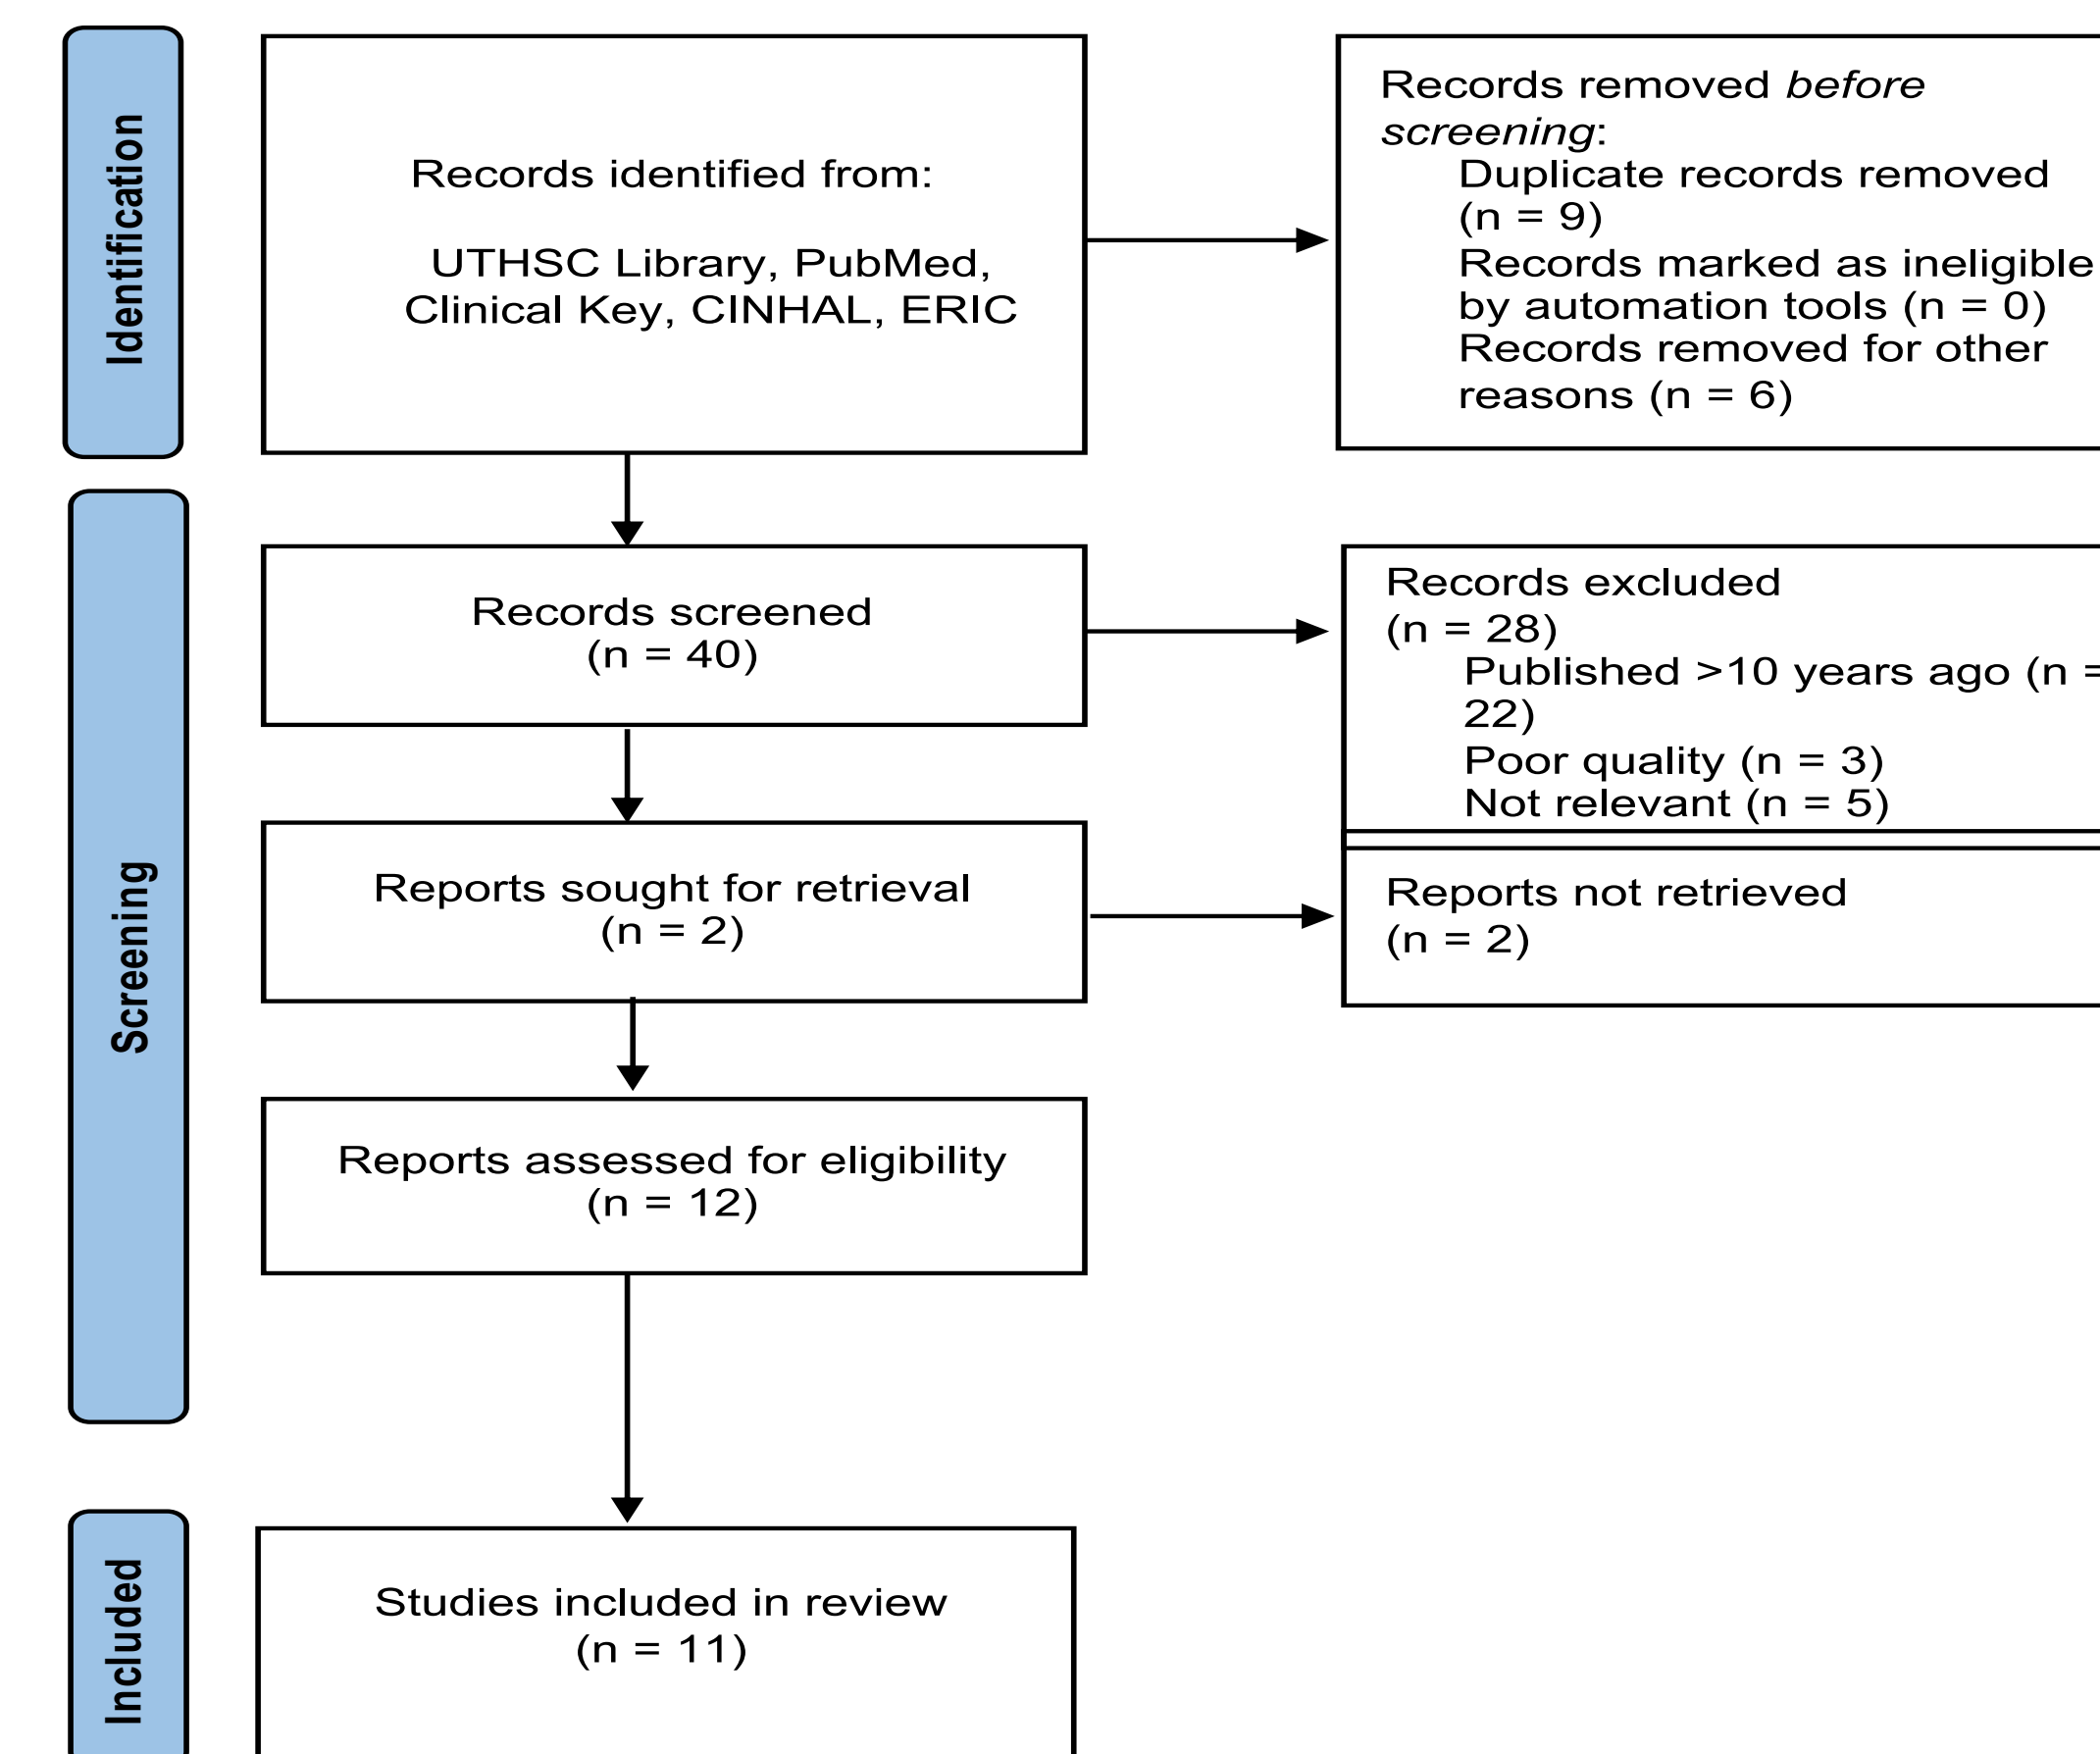 Identification
Records identified from:
UTHSC Library, PubMed,
Clinical Key, CINHAL, ERIC
Records removed before
screening:
Duplicate records removed
(n = 9)
Records marked as ineligible
by automation tools (n = 0)
Records removed for other
reasons (n = 6)
Screening
Records screened
(n = 40)
Records excluded
(n = 28)
Published >10 years ago (n =
22)
Poor quality (n = 3)
Not relevant (n = 5)
Reports sought for retrieval
(n = 2)
Reports not retrieved
(n = 2)
Reports assessed for eligibility
(n = 12)
Included
Studies included in review
(n = 11)